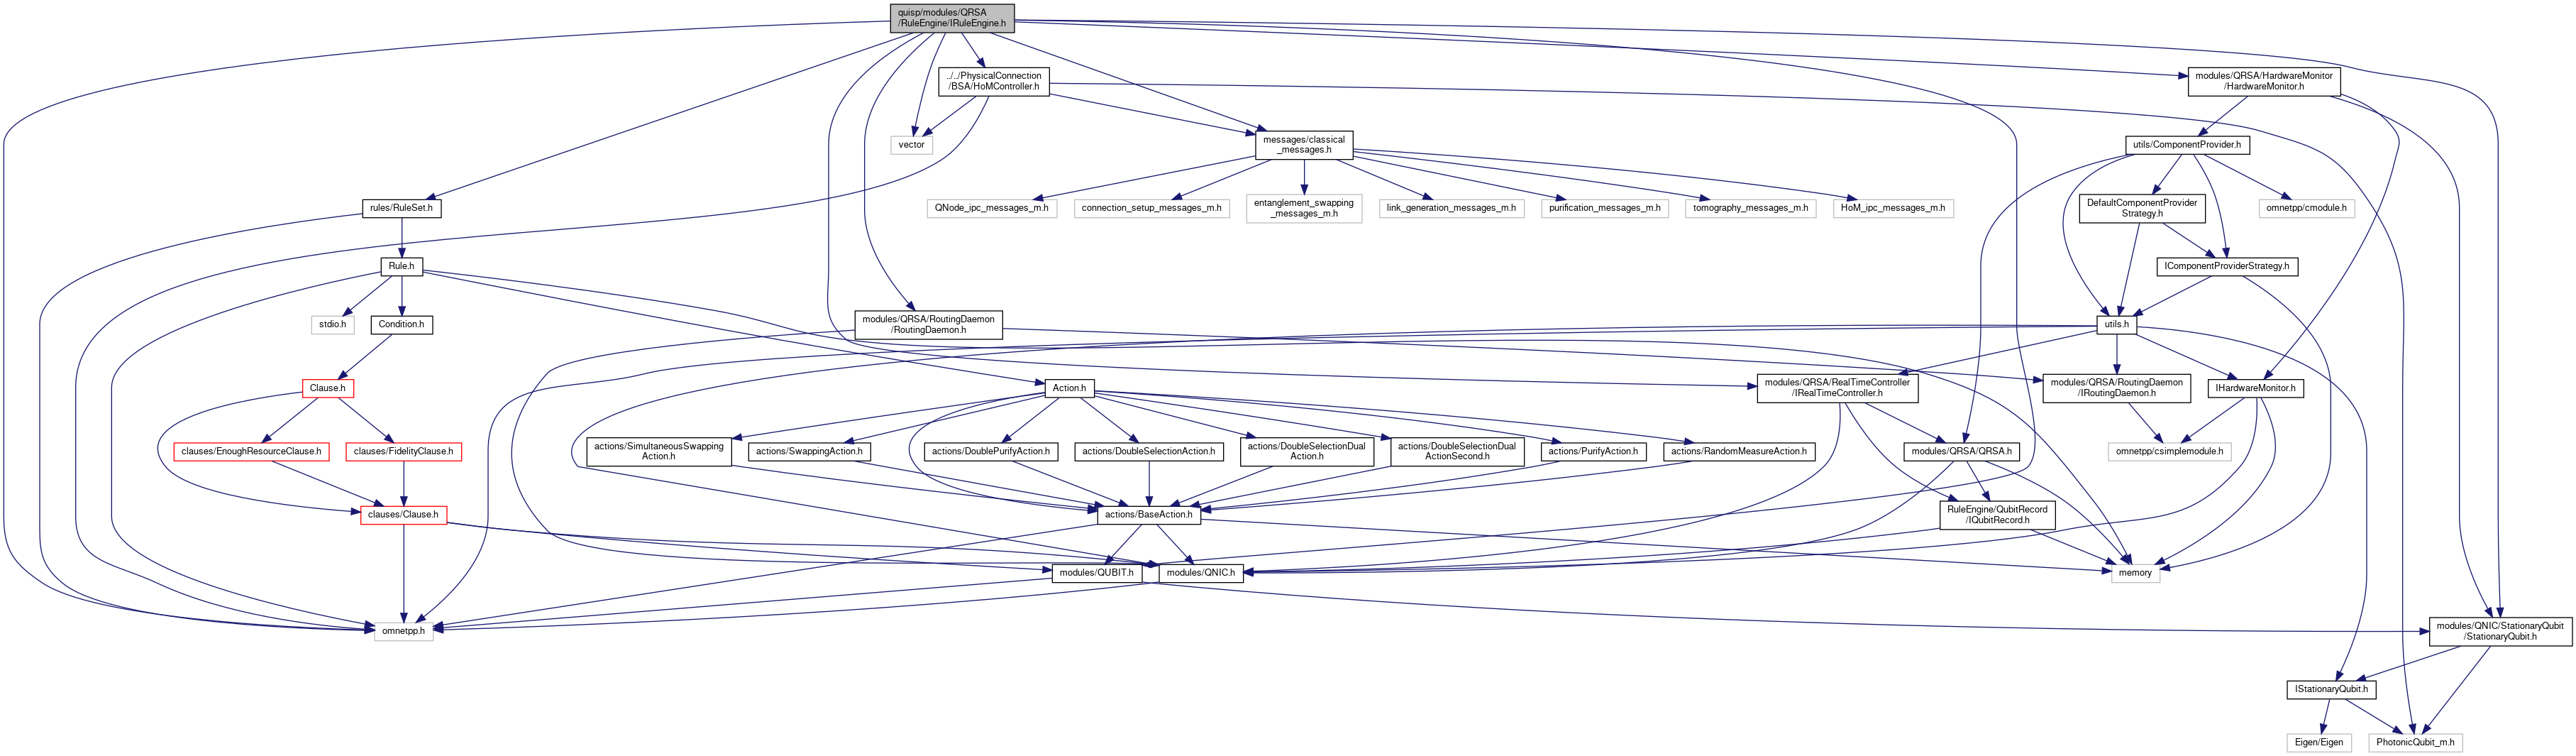 quisp/modules/QRSA
/RuleEngine/IRuleEngine.h
../../PhysicalConnection
/BSA/HoMController.h
modules/QRSA/HardwareMonitor
/HardwareMonitor.h
vector
messages/classical
_messages.h
utils/ComponentProvider.h
rules/RuleSet.h
QNode_ipc_messages_m.h
connection_setup_messages_m.h
entanglement_swapping
_messages_m.h
link_generation_messages_m.h
purification_messages_m.h
tomography_messages_m.h
HoM_ipc_messages_m.h
DefaultComponentProvider
Strategy.h
omnetpp/cmodule.h
Rule.h
IComponentProviderStrategy.h
stdio.h
Condition.h
modules/QRSA/RoutingDaemon
/RoutingDaemon.h
utils.h
Clause.h
Action.h
modules/QRSA/RealTimeController
/IRealTimeController.h
modules/QRSA/RoutingDaemon
/IRoutingDaemon.h
IHardwareMonitor.h
clauses/EnoughResourceClause.h
clauses/FidelityClause.h
actions/SimultaneousSwapping
Action.h
actions/SwappingAction.h
actions/DoublePurifyAction.h
actions/DoubleSelectionAction.h
actions/DoubleSelectionDual
Action.h
actions/DoubleSelectionDual
ActionSecond.h
actions/PurifyAction.h
actions/RandomMeasureAction.h
modules/QRSA/QRSA.h
omnetpp/csimplemodule.h
clauses/Clause.h
actions/BaseAction.h
RuleEngine/QubitRecord
/IQubitRecord.h
modules/QUBIT.h
modules/QNIC.h
memory
omnetpp.h
modules/QNIC/StationaryQubit
/StationaryQubit.h
IStationaryQubit.h
Eigen/Eigen
PhotonicQubit_m.h